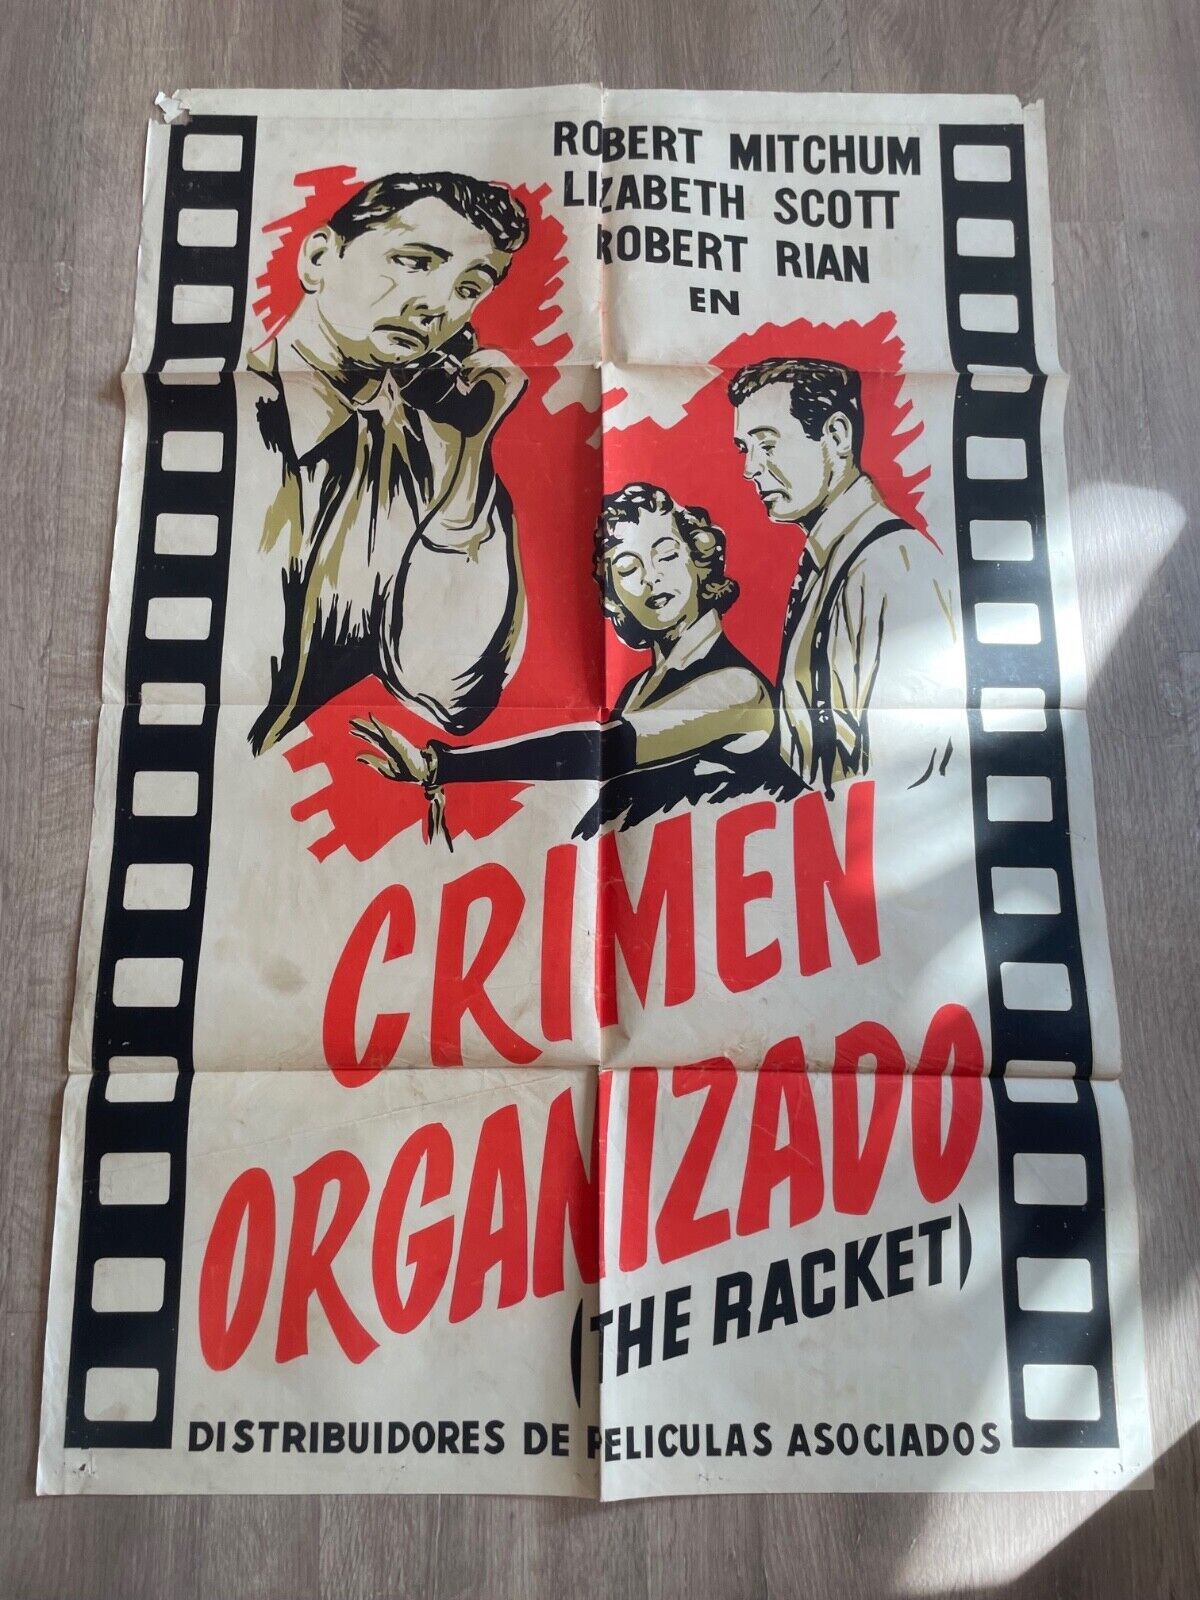 ROBERT MITCHUM
LIZABETH SCOTT
ROBERT RIAN
EN
CRIMEN
ORGANIZADO
(THE RACKET)
DISTRIBUIDORES DE PELICULAS ASOCIADOS